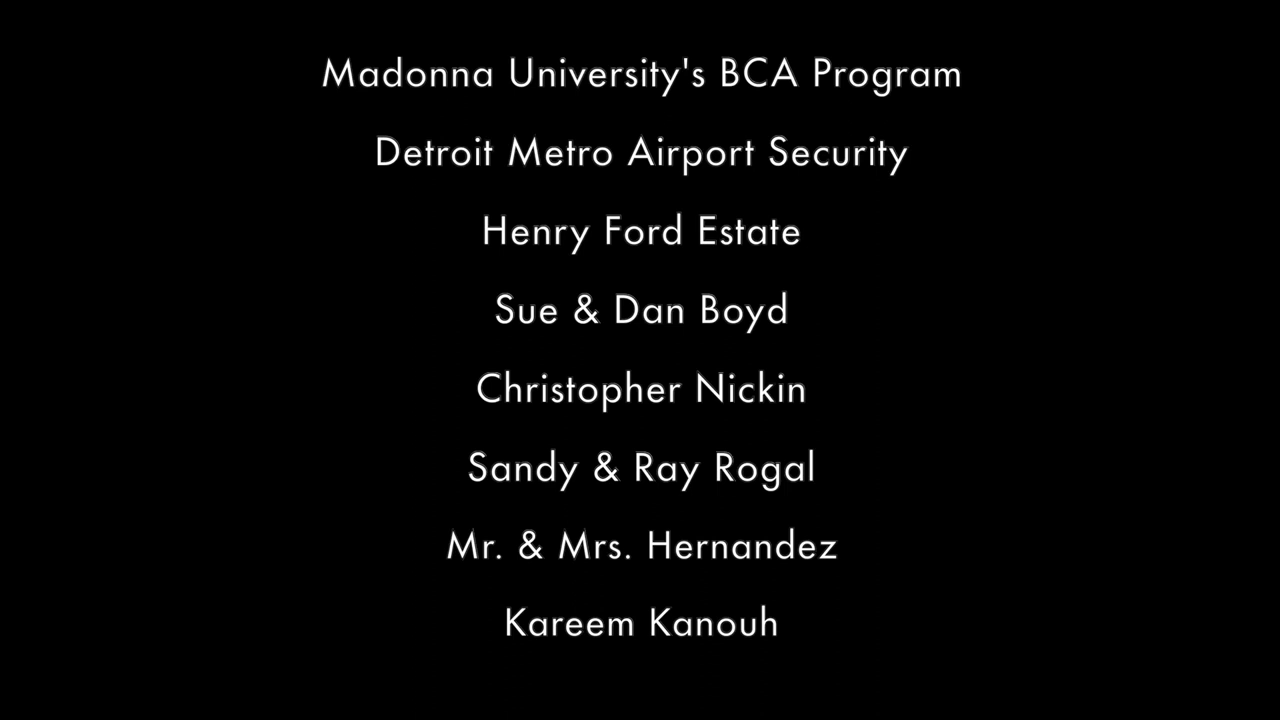 Madonna University's BCA Program
Detroit Metro Airport Security
Henry Ford Estate
Sue & Dan Boyd
Christopher Nickin
Sandy & Ray Rogal
Mr. & Mrs. Hernandez
Kareem Kanouh